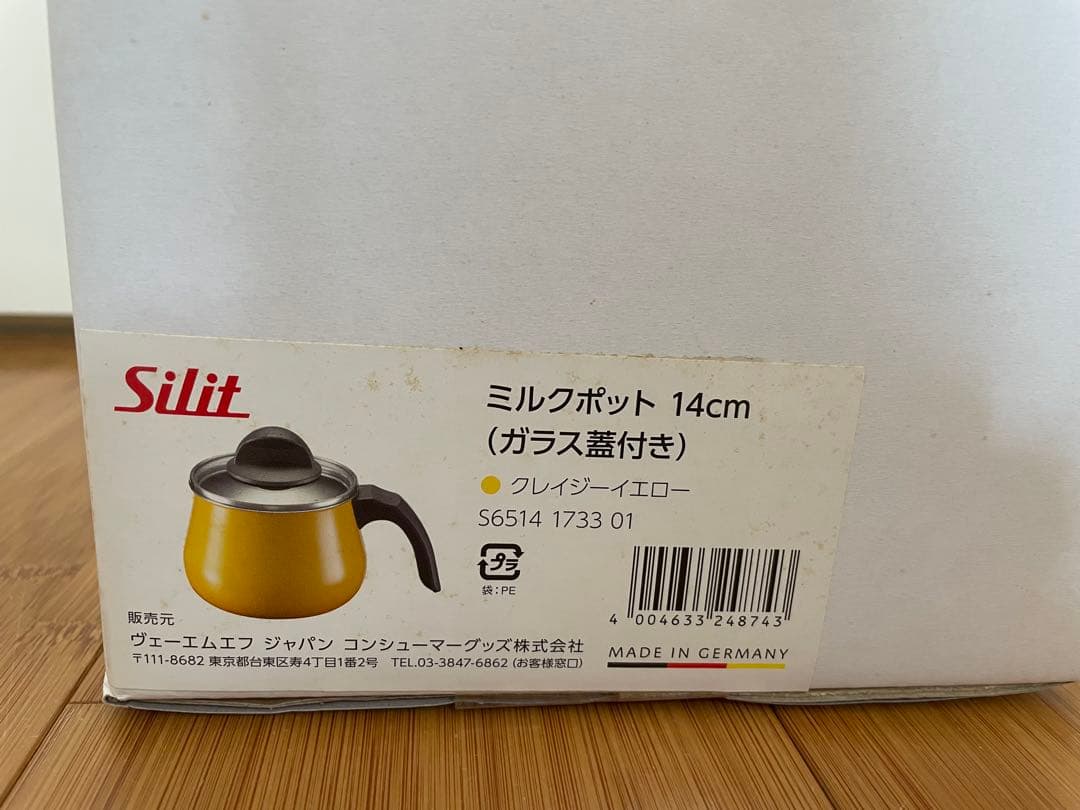 Silit
ミルクポット 14cm
(ガラス蓋付き)
クレイジーイエロー
S6514 1733 01
プラ
袋:PE
4 004633 248743
MADE IN GERMANY
販売元
ヴェーエムエフ ジャパン コンシューマーグッズ株式会社
〒111-8682 東京都台東区寿4丁目1番2号 TEL.03-3847-6862 (お客様窓口)